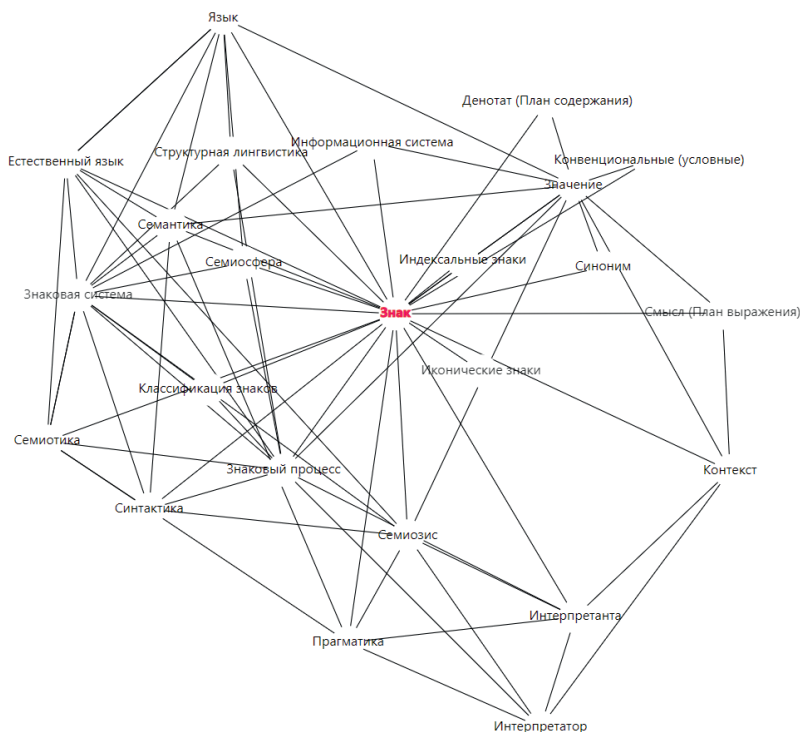 Язык
Денотат (План содержания)
Информационная система
Структурная лингвистика
Естественный язык
Конвенциональные (условные)
Значение
Семантика
Семиосфера
Индексальные знаки
Синоним
Знаковая система
Знак
Смысл (План выражения)
Иконические знаки
Классификация знаков
Семиотика
Знаковый процесс
Контекст
Синтактика
Семиозис
Интерпретанта
Прагматика
Интерпретатор